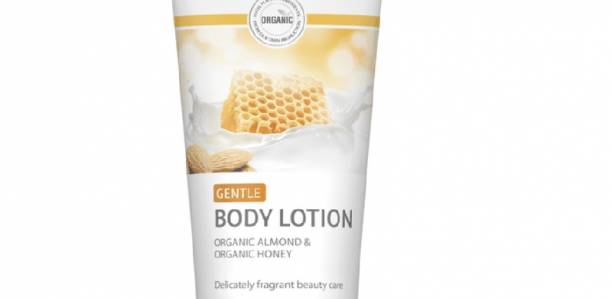 ORGANIC
GENTLE
BODY LOTION
ORGANIC ALMOND &
ORGANIC HONEY
Delicately fragrant beauty care